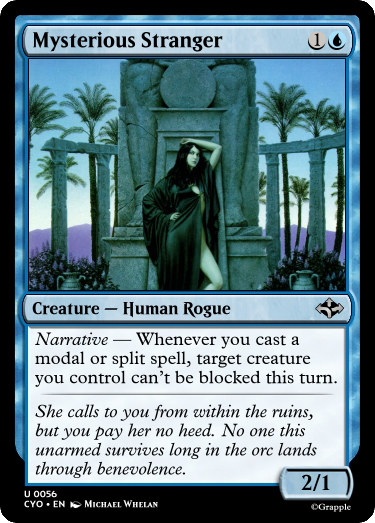 Mysterious Stranger 1
Creature — Human Rogue
Narrative — Whenever you cast a
modal or split spell, target creature
you control can't be blocked this turn.
She calls to you from within the ruins,
but you pay her no heed. No one this
unarmed survives long in the orc lands
through benevolence.
2/1
U 0056
CYO • EN Michael Whelan
©Grapple